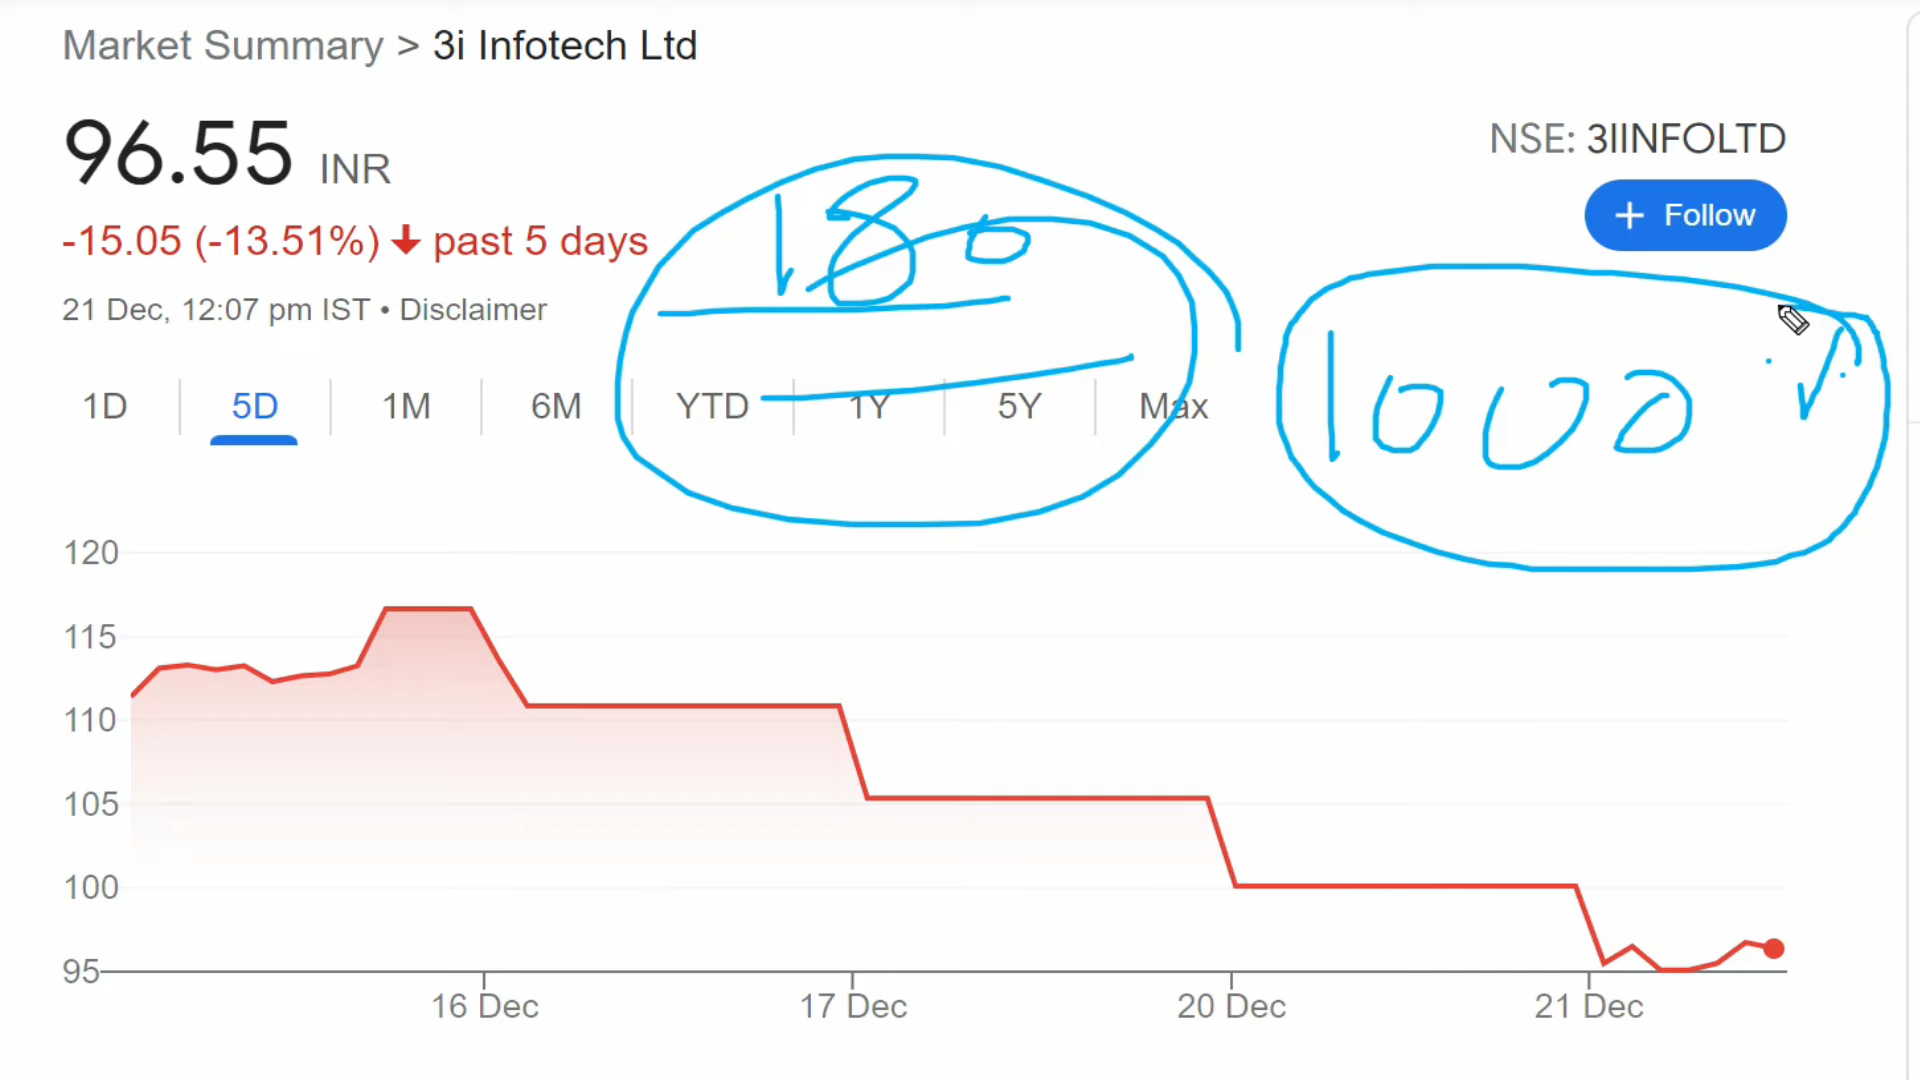 Market Summary > 3i Infotech Ltd
96.55 INR
NSE: 3IINFOLTD
-15.05 (-13.51%) past 5 days
+ Follow
180
21 Dec, 12:07 pm IST • Disclaimer
1D 5D 1M 6M YTD 1Y 5Y Max
1000
120
115
110
105
100
95
16 Dec 17 Dec 20 Dec 21 Dec